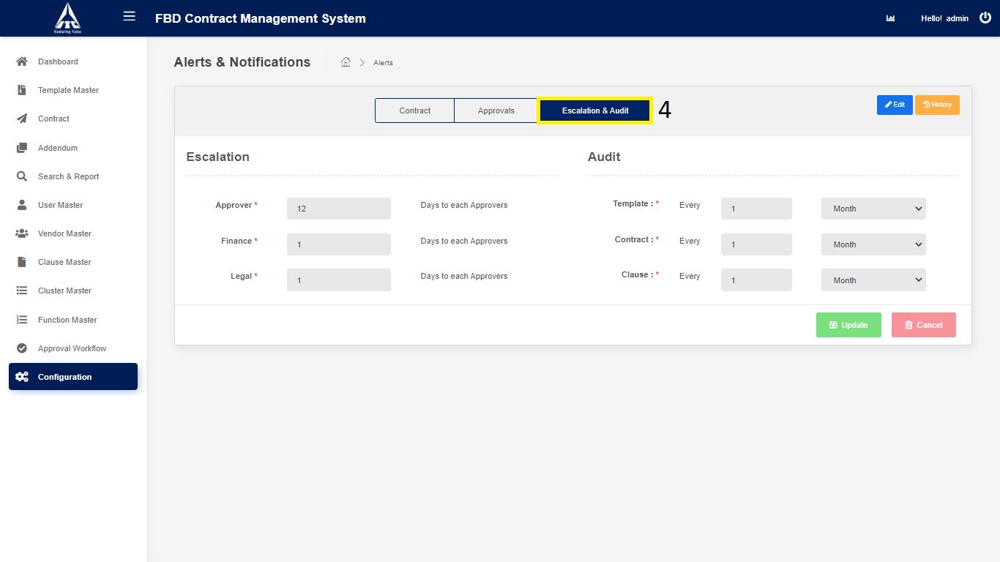 Enduring Value
FBD Contract Management System
Hello! admin
Dashboard
Template Master
Contract
Addendum
Search & Report
User Master
Vendor Master
Clause Master
Cluster Master
Function Master
Approval Workflow
Configuration
Alerts & Notifications
Alerts
Contract
Approvals
Escalation & Audit
4
Edit
History
Escalation
Approver * 12 Days to each Approvers
Finance * 1 Days to each Approvers
Legal * 1 Days to each Approvers
Audit
Template : * Every 1 Month
Contract : * Every 1 Month
Clause : * Every 1 Month
Update
Cancel